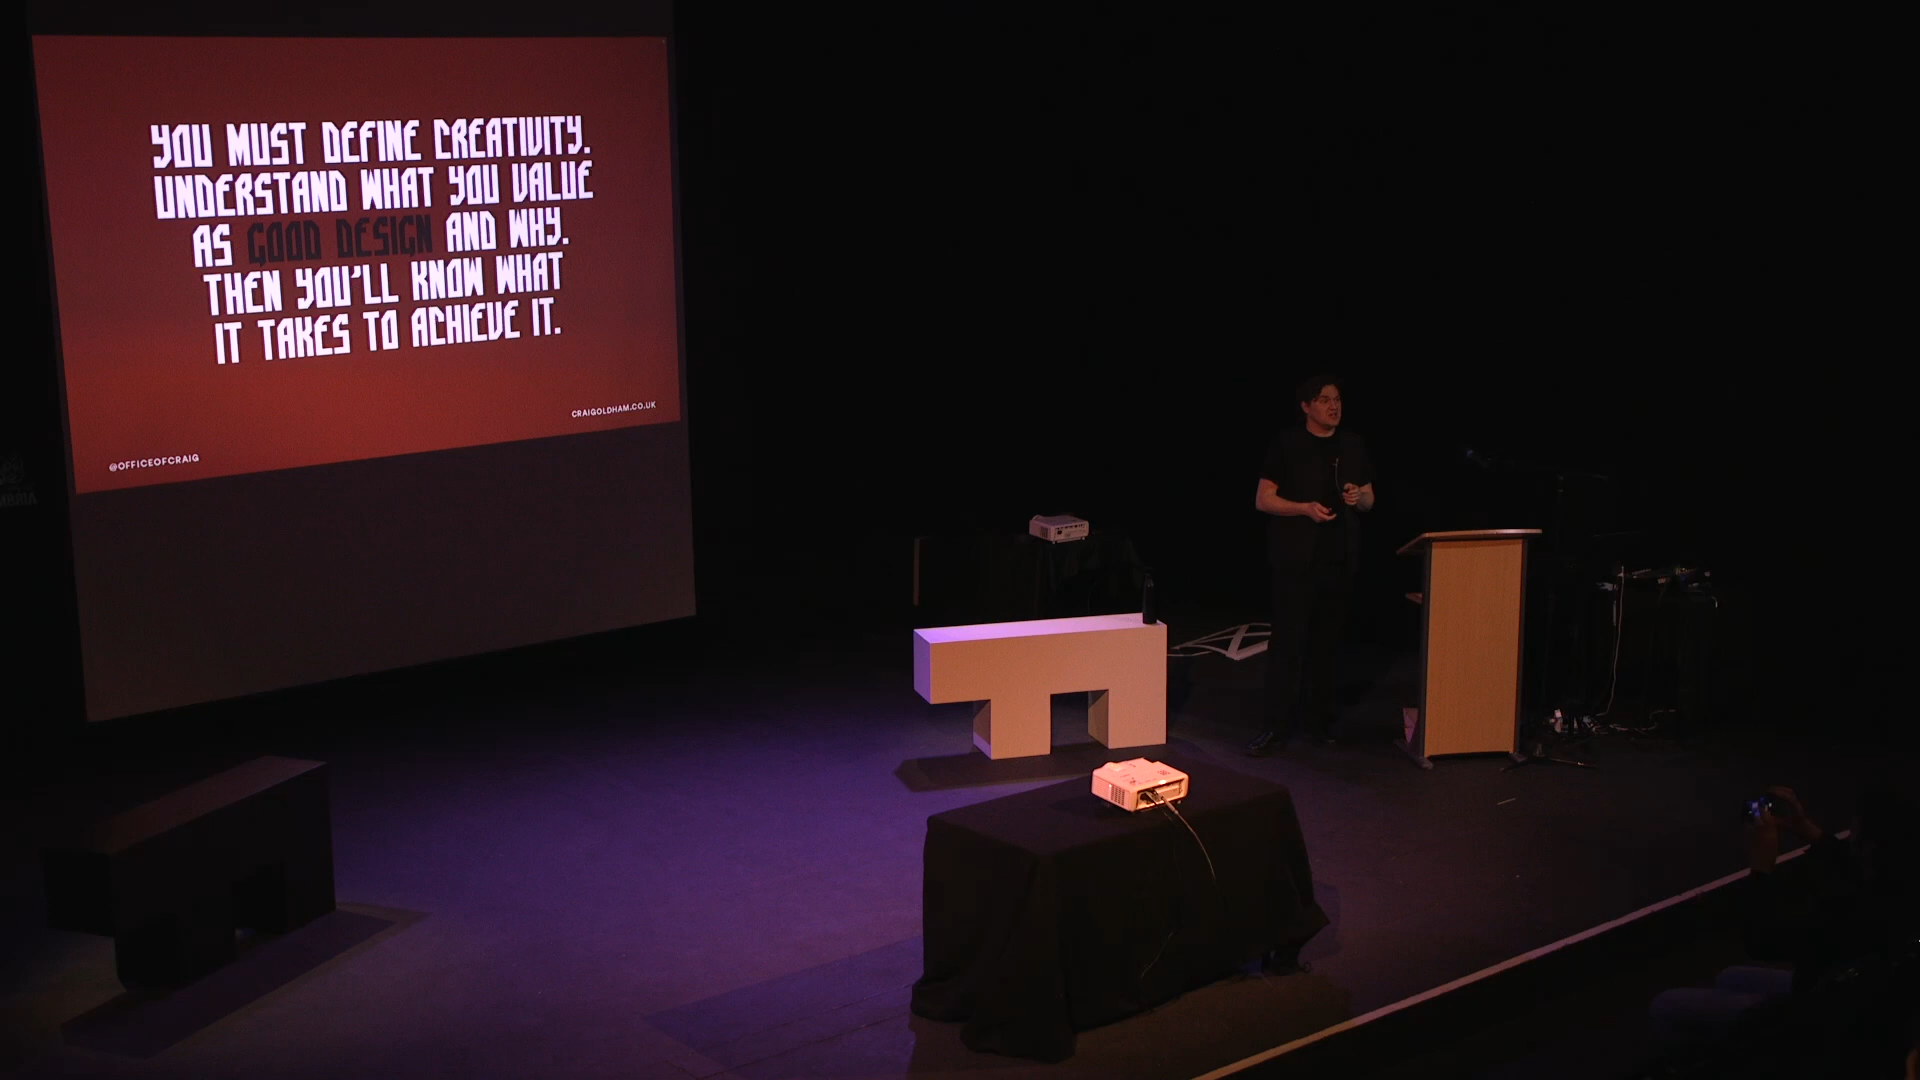 YOU MUST DEFINE CREATIVITY.
UNDERSTAND WHAT YOU VALUE
AS GOOD DESIGN AND WHY.
THEN YOU'LL KNOW WHAT
IT TAKES TO ACHIEVE IT.
CRAIGOLDHAM.CO.UK
@OFFICEOFCRAIG